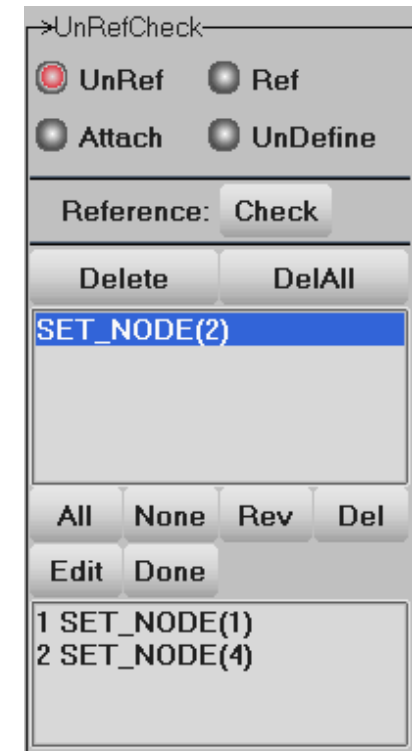 ->UnRefCheck
UnRef Ref
Attach UnDefine
Reference: Check
Delete DelAll
SET_NODE(2)
All None Rev Del
Edit Done
1 SET_NODE(1)
2 SET_NODE(4)